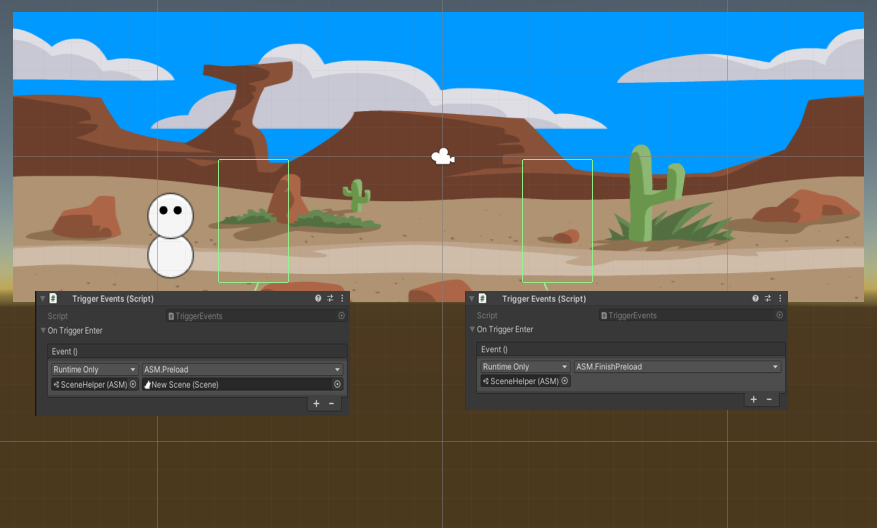 Trigger Events (Script)
Script
TriggerEvents
On Trigger Enter
Event ()
Runtime Only
ASM.Preload
SceneHelper (ASM)
New Scene (Scene)
Trigger Events (Script)
Script
TriggerEvents
On Trigger Enter
Event ()
Runtime Only
ASM.FinishPreload
SceneHelper (ASM)